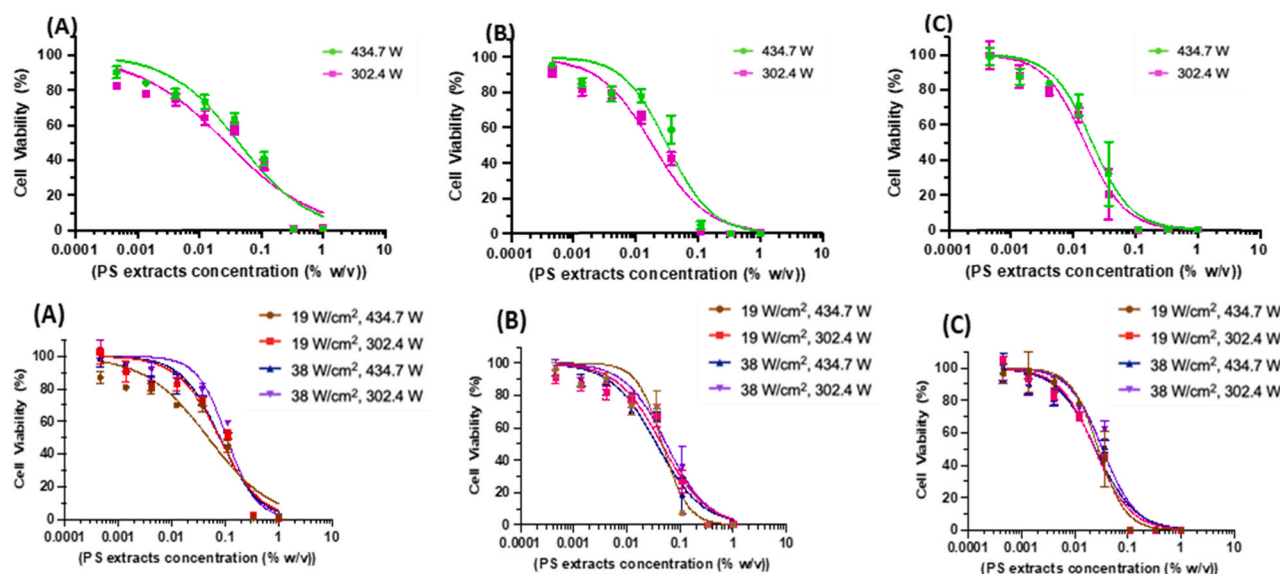 (A)
434.7 W
302.4 W
Cell Viability (%)
100
80
60
40
20
0
0.0001 0.001 0.01 0.1 1 10
(PS extracts concentration (% w/v))
(B)
434.7 W
302.4 W
Cell Viability (%)
100
80
60
40
20
0
0.0001 0.001 0.01 0.1 1 10
(PS extracts concentration (% w/v))
(C)
434.7 W
302.4 W
Cell Viability (%)
100
80
60
40
20
0
0.0001 0.001 0.01 0.1 1 10
(PS extracts concentration (% w/v))
(A)
19 W/cm², 434.7 W
19 W/cm², 302.4 W
38 W/cm², 434.7 W
38 W/cm², 302.4 W
Cell Viability (%)
100
80
60
40
20
0
0.0001 0.001 0.01 0.1 1 10
(PS extracts concentration (% w/v))
(B)
19 W/cm², 434.7 W
19 W/cm², 302.4 W
38 W/cm², 434.7 W
38 W/cm², 302.4 W
Cell Viability (%)
100
80
60
40
20
0
0.0001 0.001 0.01 0.1 1 10
(PS extracts concentration (% w/v))
(C)
19 W/cm², 434.7 W
19 W/cm², 302.4 W
38 W/cm², 434.7 W
38 W/cm², 302.4 W
Cell Viability (%)
100
80
60
40
20
0
0.0001 0.001 0.01 0.1 1 10
(PS extracts concentration (% w/v))